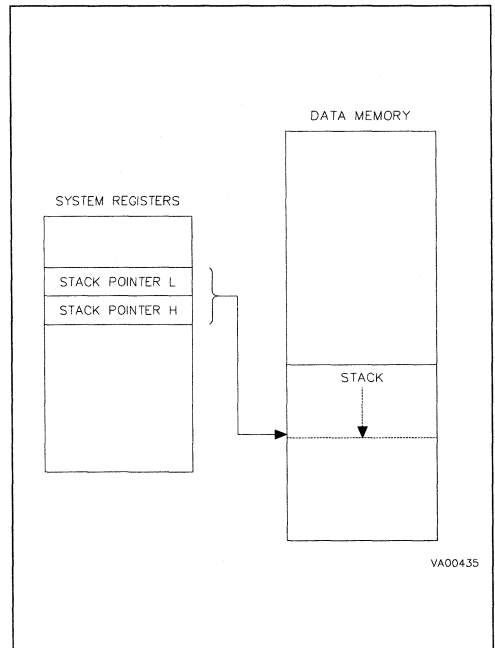 DATA MEMORY
SYSTEM REGISTERS
STACK POINTER L
STACK POINTER H
STACK
VA00435